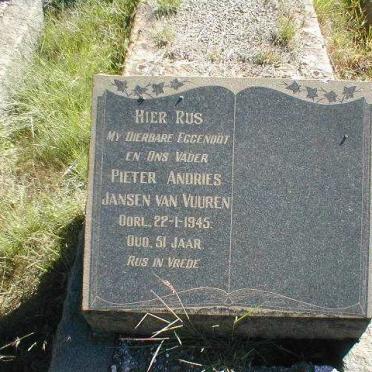 HIER RUS
MY DIERBARE EGGENOOT
EN ONS VADER
PIETER ANDRIES
JANSEN VAN VUUREN
OORL. 22-1-1945
OUD. 51 JAAR
RUS IN VREDE